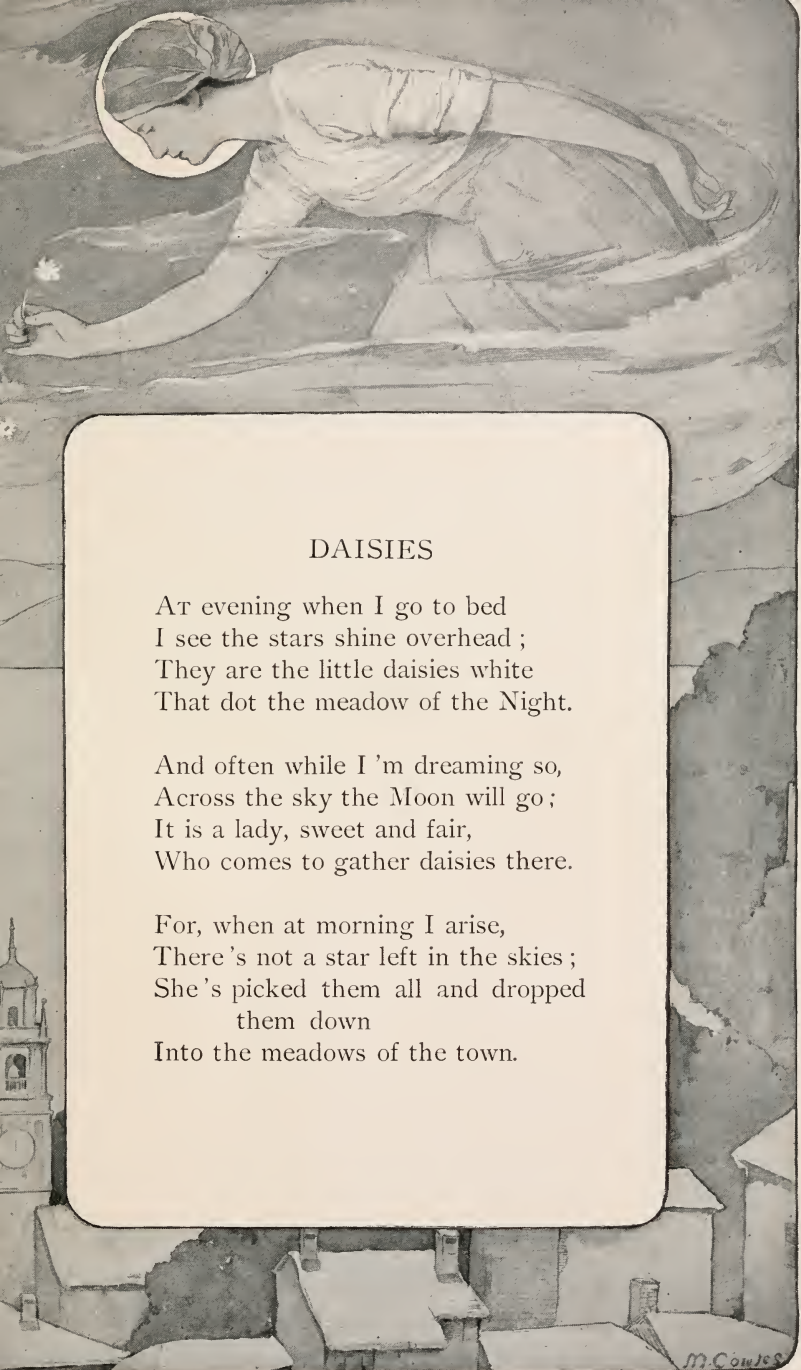 DAISIES
AT evening when I go to bed
I see the stars shine overhead ;
They are the little daisies white
That dot the meadow of the Night.
And often while I 'm dreaming so,
Across the sky the Moon will go ;
It is a lady, sweet and fair,
Who comes to gather daisies there.
For, when at morning I arise,
There 's not a star left in the skies ;
She 's picked them all and dropped
them down
Into the meadows of the town.
M. Cowles